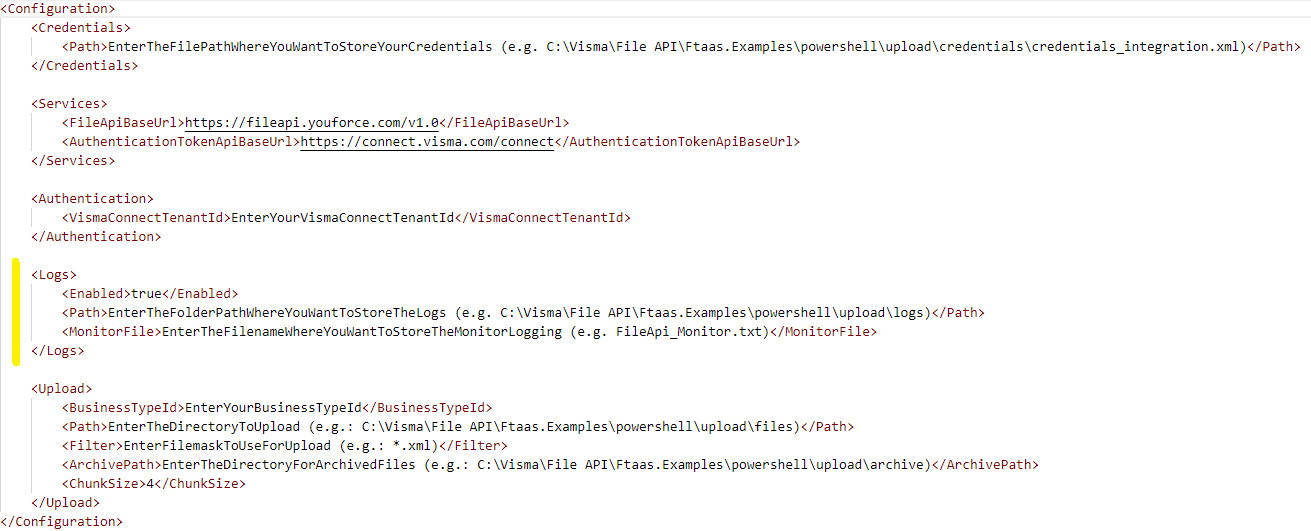 <Configuration>
<Credentials>
<Path>EnterTheFilePathWhereYouWantToStoreYourCredentials (e.g. C:\Visma\File API\Ftaas.Examples\powershell\upload\credentials\credentials_integration.xml)</Path>
</Credentials>
<Services>
<FileApiBaseUrl>https://fileapi.youforce.com/v1.0</FileApiBaseUrl>
<AuthenticationTokenApiBaseUrl>https://connect.visma.com/connect</AuthenticationTokenApiBaseUrl>
</Services>
<Authentication>
<VismaConnectTenantId>EnterYourVismaConnectTenantId</VismaConnectTenantId>
</Authentication>
<Logs>
<Enabled>true</Enabled>
<Path>EnterTheFolderPathWhereYouWantToStoreTheLogs (e.g. C:\Visma\File API\Ftaas.Examples\powershell\upload\logs)</Path>
<MonitorFile>EnterTheFilenameWhereYouWantToStoreTheMonitorLogging (e.g. FileApi_Monitor.txt)</MonitorFile>
</Logs>
<Upload>
<BusinessTypeId>EnterYourBusinessTypeId</BusinessTypeId>
<Path>EnterTheDirectoryToUpload (e.g.: C:\Visma\File API\Ftaas.Examples\powershell\upload\files)</Path>
<Filter>EnterFilemaskToUseForUpload (e.g.: *.xml)</Filter>
<ArchivePath>EnterTheDirectoryForArchivedFiles (e.g.: C:\Visma\File API\Ftaas.Examples\powershell\upload\archive)</ArchivePath>
<ChunkSize>4</ChunkSize>
</Upload>
</Configuration>